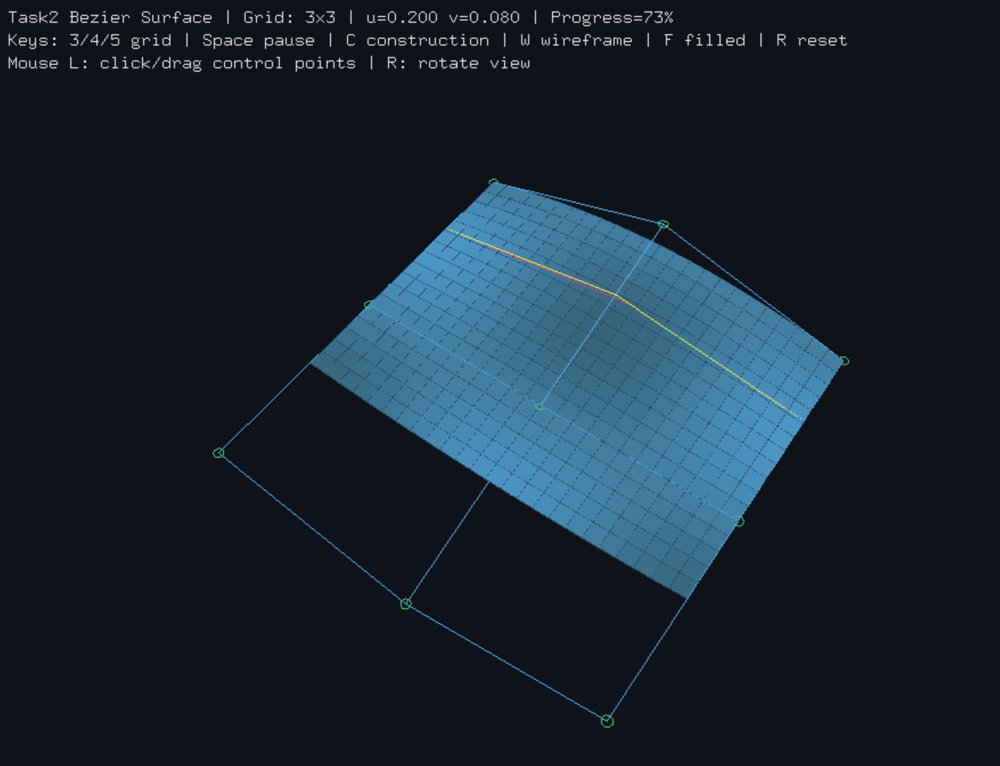 Task2 Bezier Surface | Grid: 3x3 | u=0.200 v=0.080 | Progress=73%
Keys: 3/4/5 grid | Space pause | C construction | W wireframe | F filled | R reset
Mouse L: click/drag control points | R: rotate view